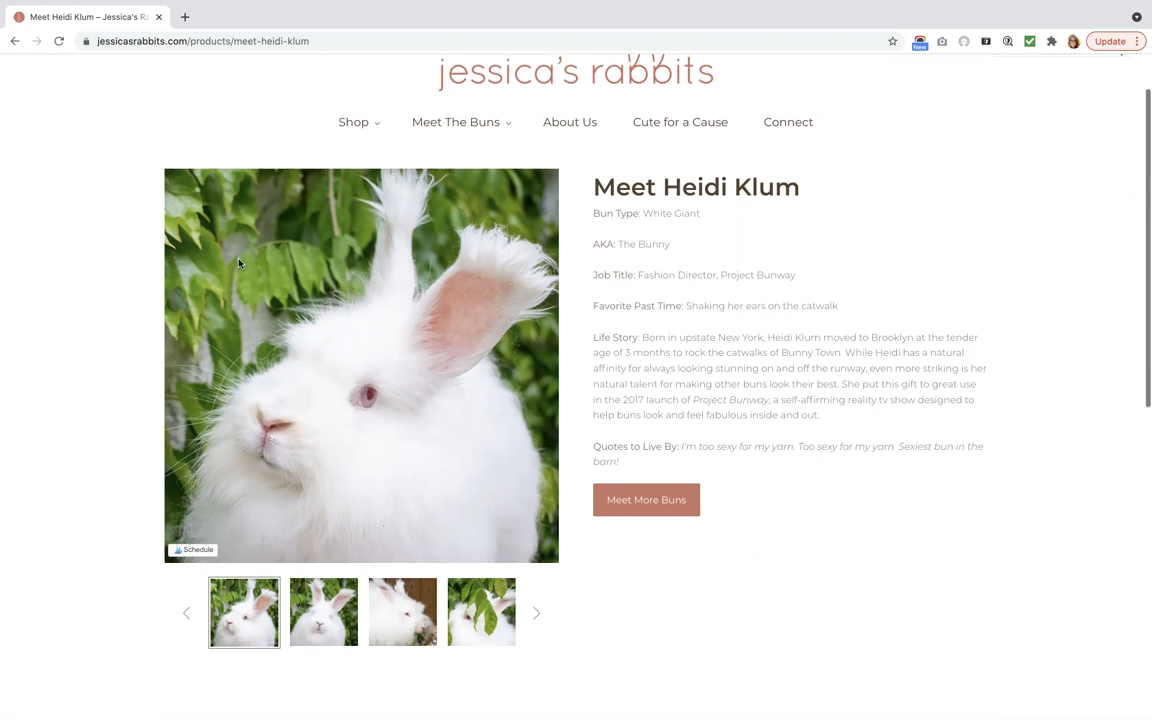 Meet Heidi Klum – Jessica's Ra
jessicasrabbits.com/products/meet-heidi-klum
New
Update
jessica's rabbits
Shop
Meet The Buns
About Us
Cute for a Cause
Connect
Meet Heidi Klum
Bun Type: White Giant
AKA: The Bunny
Job Title: Fashion Director, Project Bunway
Favorite Past Time: Shaking her ears on the catwalk
Life Story: Born in upstate New York, Heidi Klum moved to Brooklyn at the tender
age of 3 months to rock the catwalks of Bunny Town. While Heidi has a natural
affinity for always looking stunning on and off the runway, even more striking is her
natural talent for making other buns look their best. She put this gift to great use
in the 2017 launch of Project Bunway, a self-affirming reality tv show designed to
help buns look and feel fabulous inside and out.
Quotes to Live By: I'm too sexy for my yarn. Too sexy for my yarn. Sexiest bun in the
barn!
Meet More Buns
Schedule